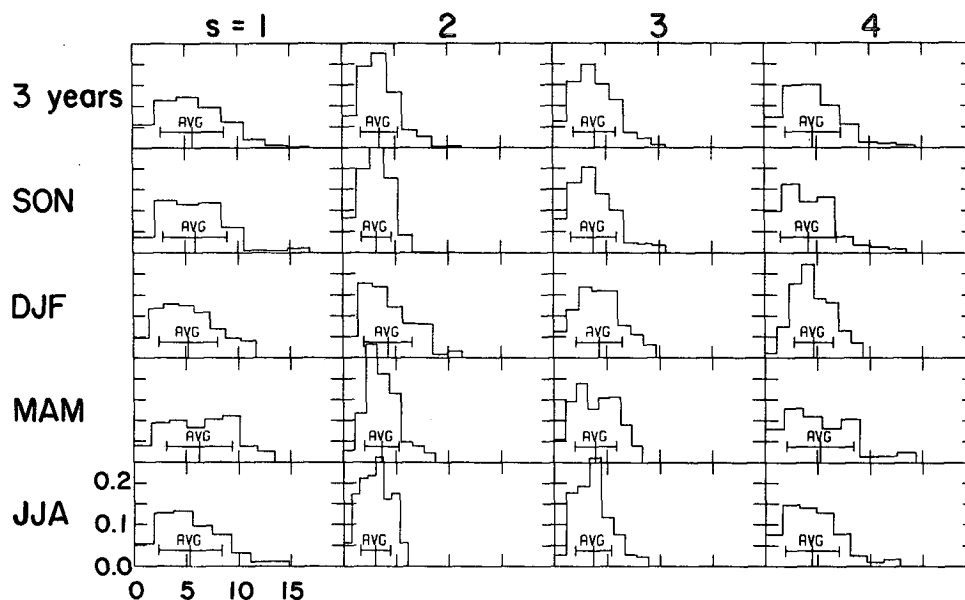 s = 1 2 3 4
3 years AVG AVG AVG AVG
SON AVG AVG AVG AVG
DJF AVG AVG AVG AVG
MAM AVG AVG AVG AVG
JJA 0.2 0.1 0.0 AVG AVG AVG AVG
0 5 10 15